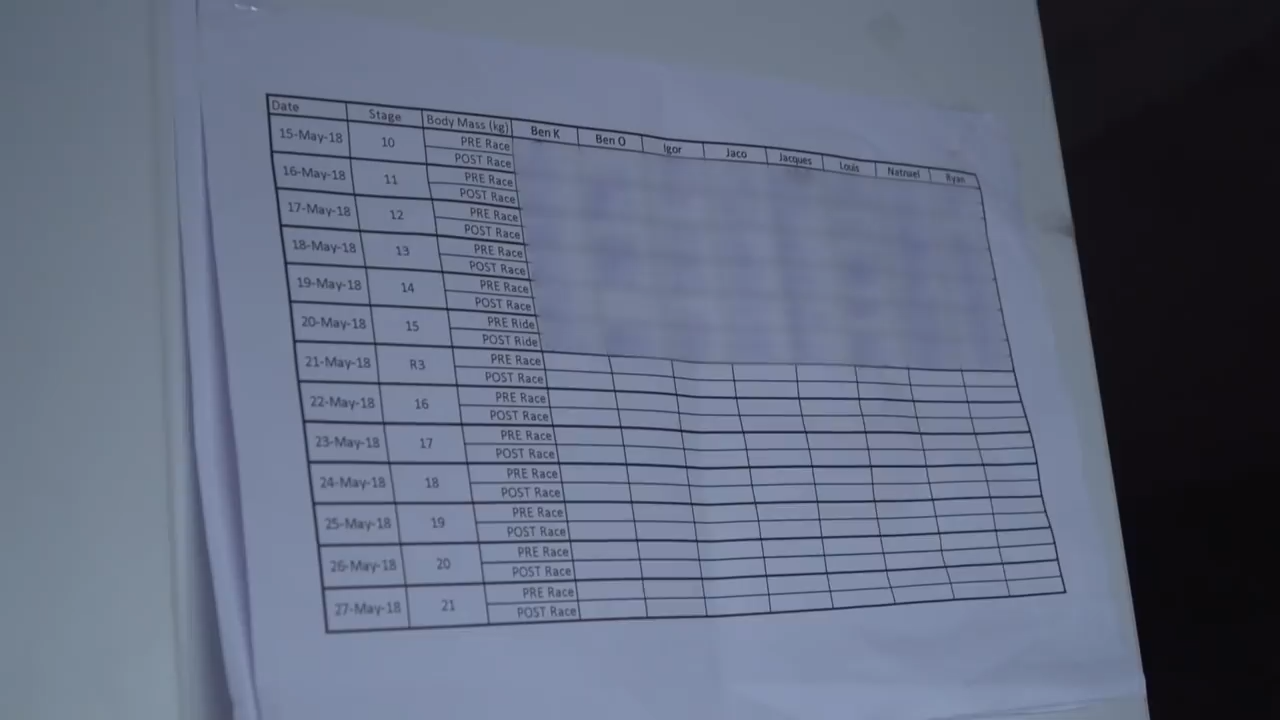 Date Stage Body Mass (kg) Ben K Ben O Igor Jaco Jacques Louis Natnael Ryan
15-May-18 10 PRE Race
POST Race
16-May-18 11 PRE Race
POST Race
17-May-18 12 PRE Race
POST Race
18-May-18 13 PRE Race
POST Race
19-May-18 14 PRE Race
POST Race
20-May-18 15 PRE Ride
POST Ride
21-May-18 R3 PRE Race
POST Race
22-May-18 16 PRE Race
POST Race
23-May-18 17 PRE Race
POST Race
24-May-18 18 PRE Race
POST Race
25-May-18 19 PRE Race
POST Race
26-May-18 20 PRE Race
POST Race
27-May-18 21 PRE Race
POST Race